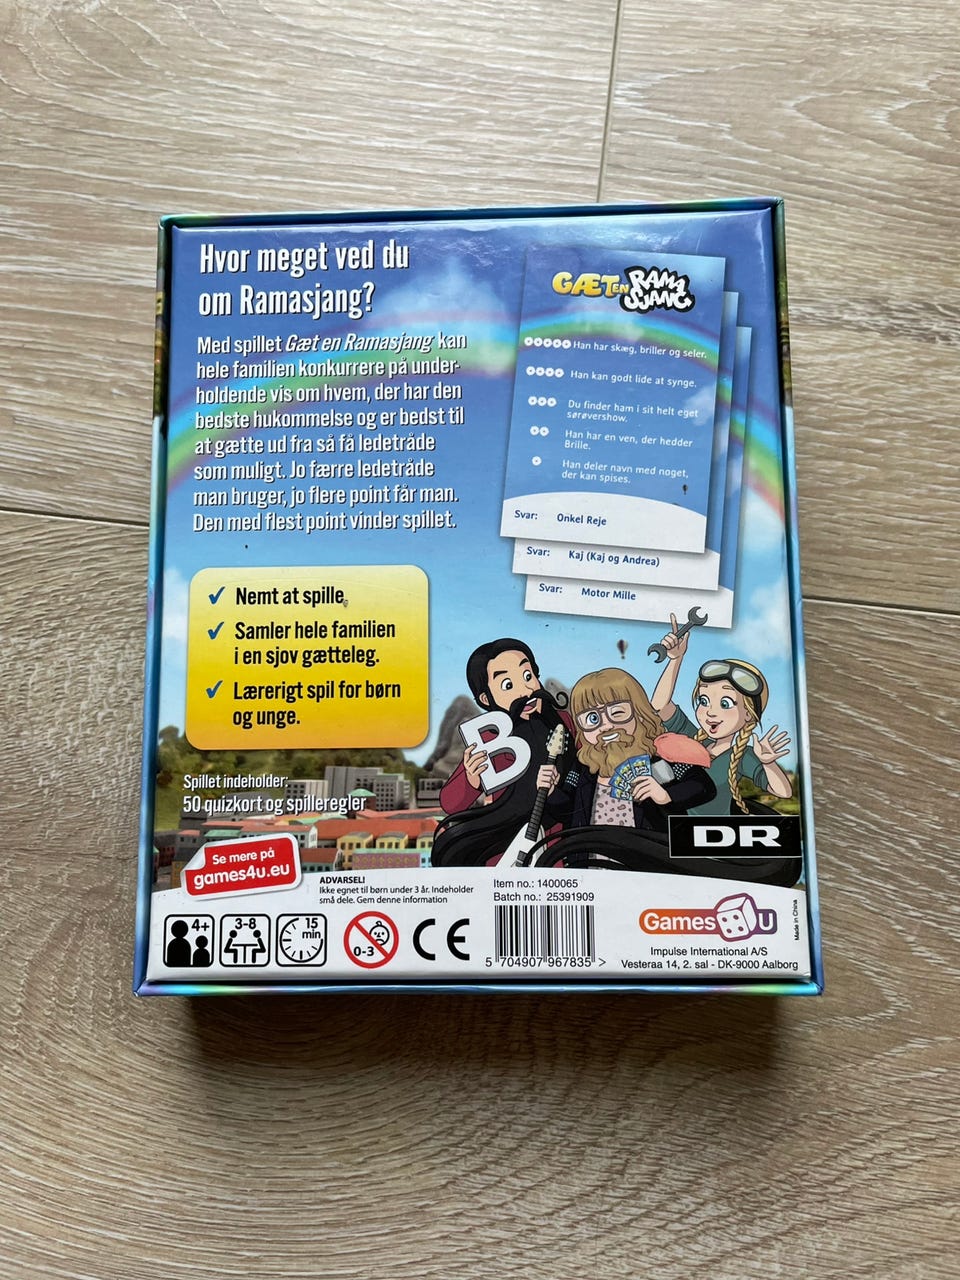 Hvor meget ved du
om Ramasjang?
Med spillet Gæt en Ramasjang kan
hele familien konkurrere på under-
holdende vis om hvem, der har den
bedste hukommelse og er bedst til
at gætte ud fra så få ledetråde
som muligt. Jo færre ledetråde
man bruger, jo flere point får man.
Den med flest point vinder spillet.
GÆT EN RAMA
SJANG
Han har skæg, briller og seler.
Han kan godt lide at synge.
Du finder ham i sit helt eget
sørøvershow.
Han har en ven, der hedder
Brille.
Han deler navn med noget,
der kan spises.
Svar: Onkel Reje
Svar: Kaj (Kaj og Andrea)
Svar: Motor Mille
✓ Nemt at spille.
✓ Samler hele familien
i en sjov gætteleg.
✓ Lærerigt spil for børn
og unge.
B
Spillet indeholder:
50 quizkort og spilleregler
DR
Se mere på
games4u.eu
ADVARSEL!
Ikke egnet til børn under 3 år. Indeholder
små dele. Gem denne information
Item no.: 1400065
Batch no.: 25391909
4+
3-8
15
min
0-3
CE
5 704907 967835 >
Games U
Made in China
Impulse International A/S
Vesteraa 14, 2. sal - DK-9000 Aalborg